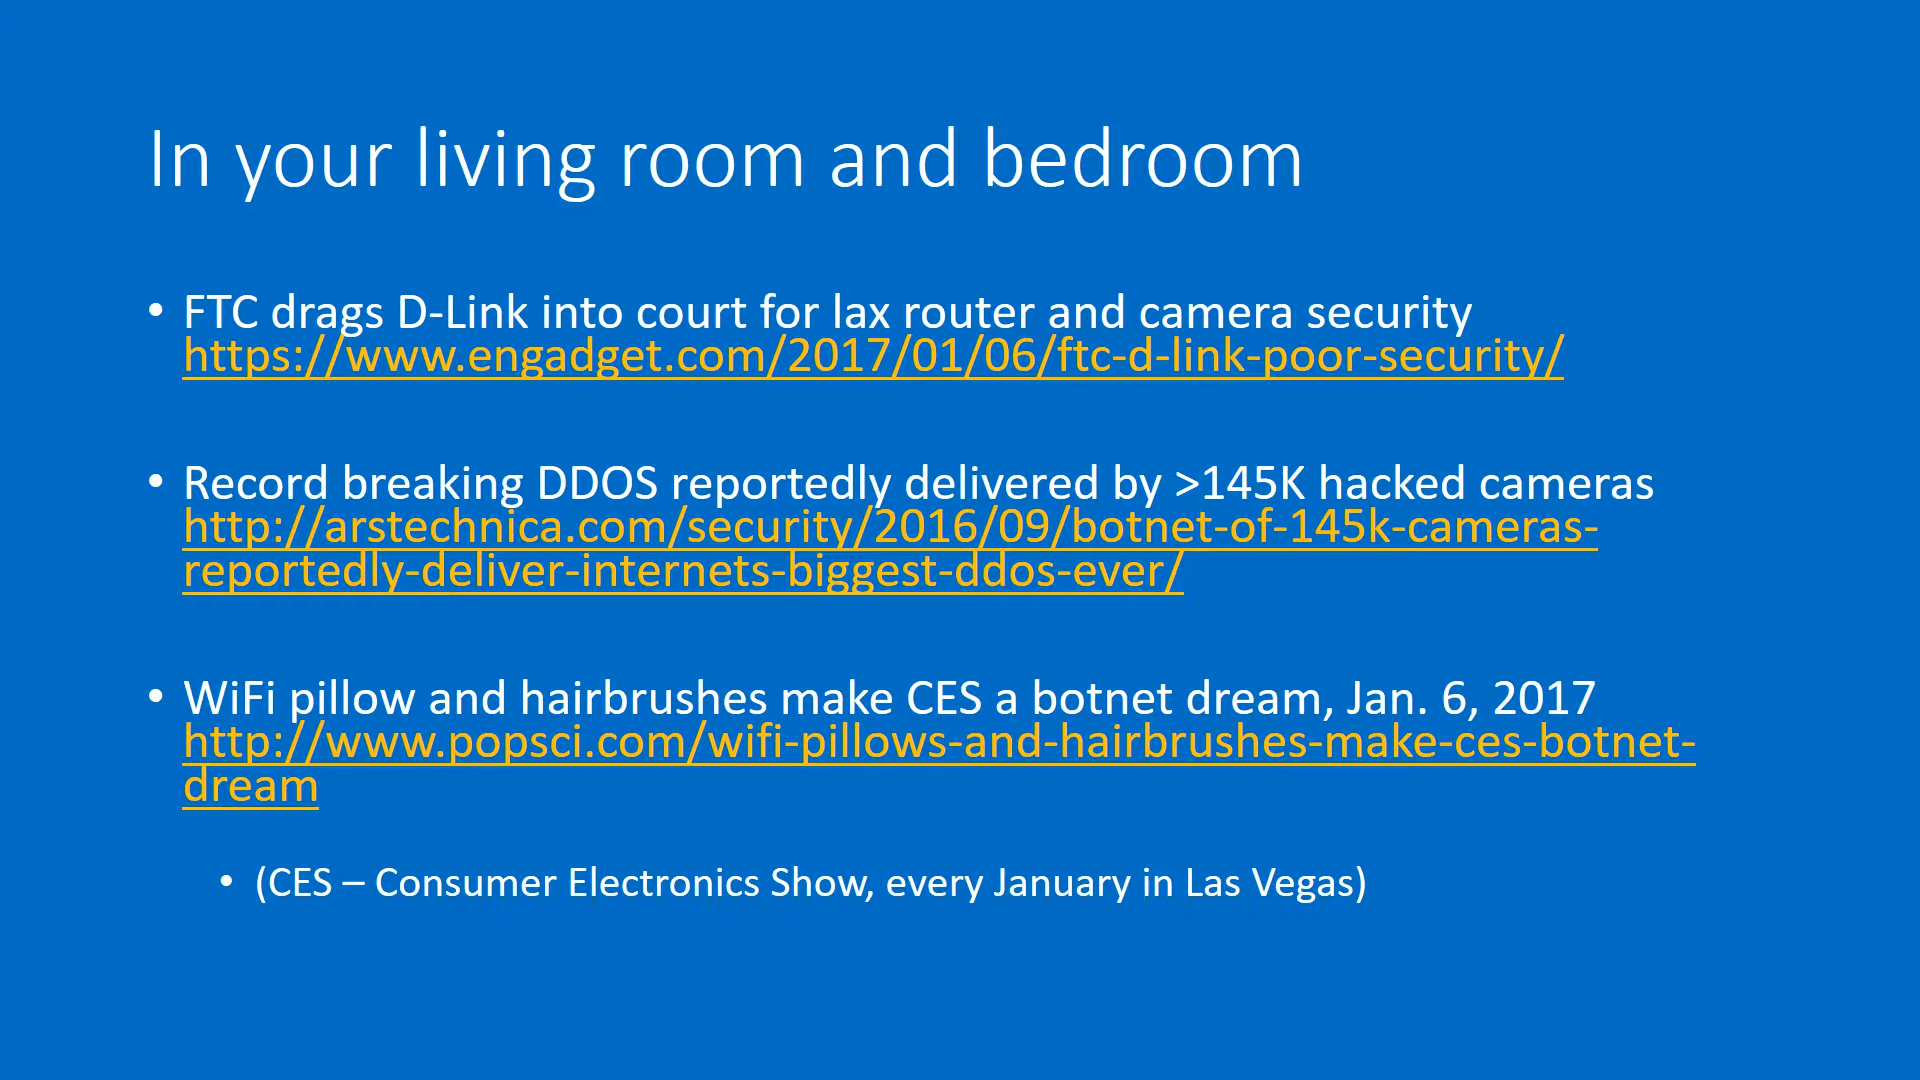 In your living room and bedroom
• FTC drags D-Link into court for lax router and camera security
https://www.engadget.com/2017/01/06/ftc-d-link-poor-security/
• Record breaking DDOS reportedly delivered by >145K hacked cameras
http://arstechnica.com/security/2016/09/botnet-of-145k-cameras-
reportedly-deliver-internets-biggest-ddos-ever/
• WiFi pillow and hairbrushes make CES a botnet dream, Jan. 6, 2017
http://www.popsci.com/wifi-pillows-and-hairbrushes-make-ces-botnet-
dream
• (CES – Consumer Electronics Show, every January in Las Vegas)